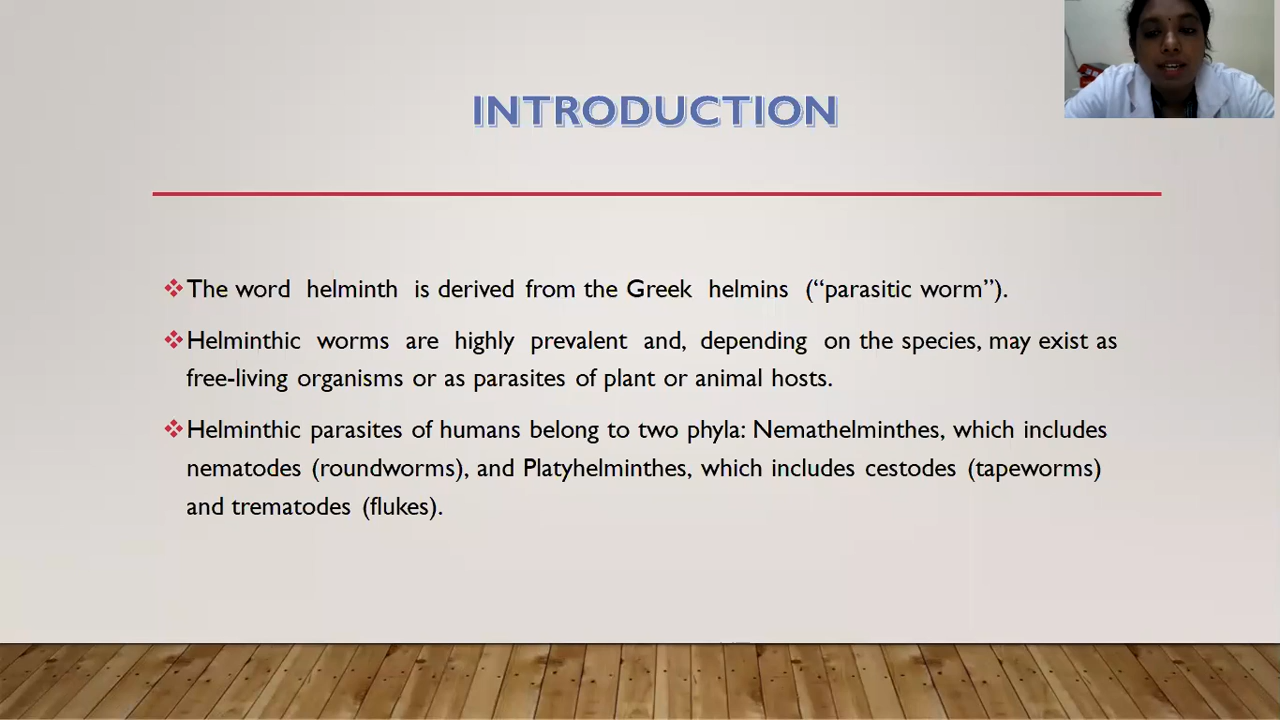 INTRODUCTION
❖The word helminth is derived from the Greek helmins (“parasitic worm”).
❖Helminthic worms are highly prevalent and, depending on the species, may exist as
free-living organisms or as parasites of plant or animal hosts.
❖Helminthic parasites of humans belong to two phyla: Nemathelminthes, which includes
nematodes (roundworms), and Platyhelminthes, which includes cestodes (tapeworms)
and trematodes (flukes).